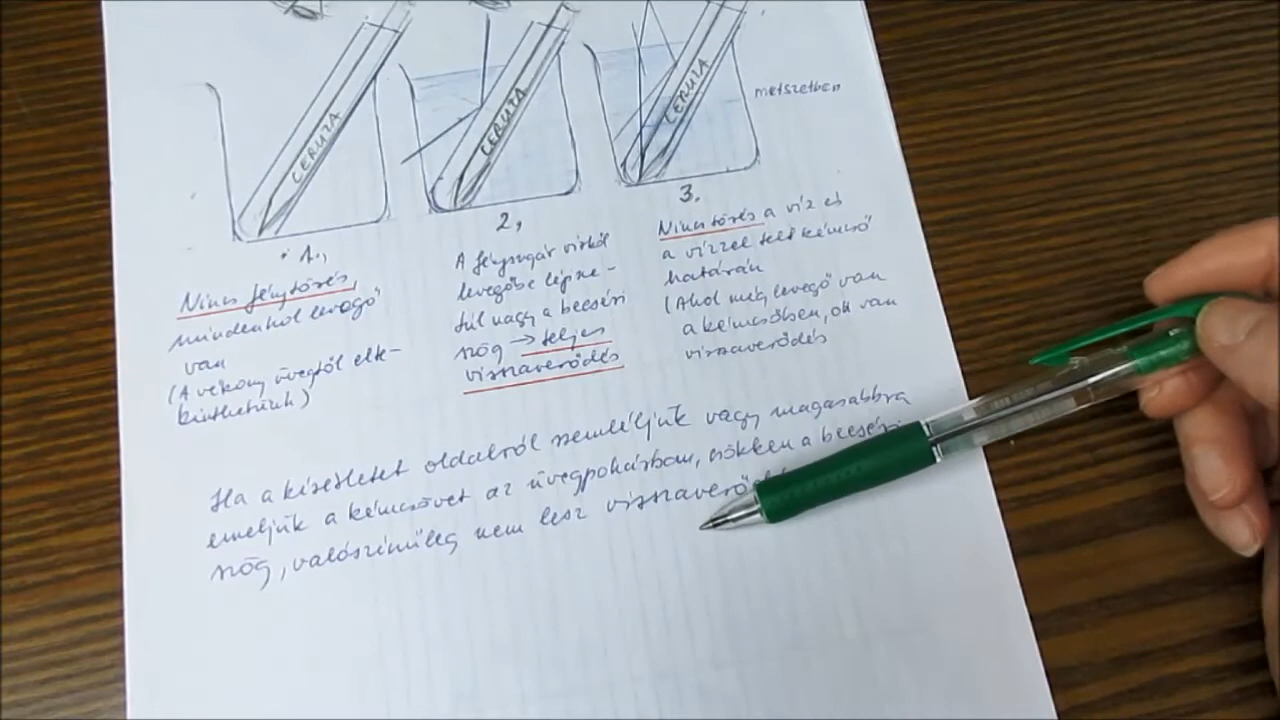 CERUZA
CERUZA
CERUZA
metszetben
1.,
Nincs fénytörés,
mindenhol levegő
van
(A vékony üvegtől elte-
kinthetünk)
2,
A fénysugár vízből
levegőbe lépne -
túl nagy a beesési
szög → teljes
visszaverődés
3.
Nincs törés a víz és
a vízzel telt kémcső
határán
(Ahol még levegő van
a kémcsőben, ott van
visszaverődés
Ha a kísérletet oldalról szemléljük vagy magasabbra
emeljük a kémcsövet az üvegpohárban, csökken a beesési
szög, valószínűleg nem lesz